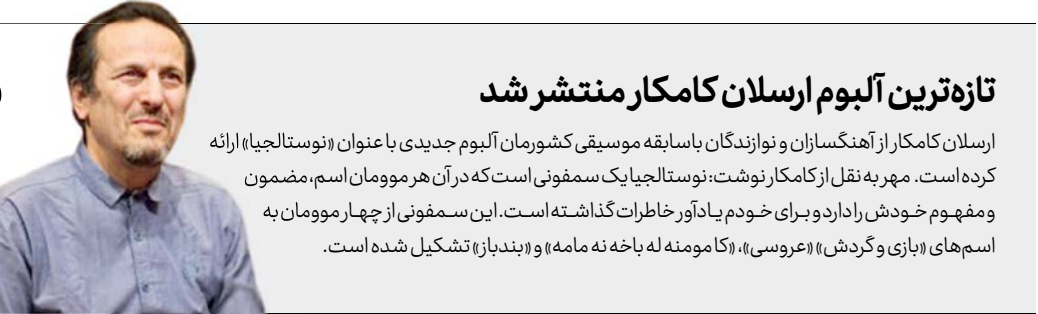 تازه‌ترین آلبوم ارسلان کامکار منتشر شد
ارسلان کامکار از آهنگسازان و نوازندگان باسابقه موسیقی کشورمان آلبوم جدیدی با عنوان «نوستالجیا» ارائه
کرده است. مهر به نقل از کامکار نوشت: نوستالجیا یک سمفونی است که در آن هر موومان اسم، مضمون
و مفهوم خودش را دارد و برای خودم یادآور خاطرات گذاشته است. این سمفونی از چهار موومان به
اسم‌های «بازی و گردش» «عروسی»، «کا مومنه له باخه نه مامه» و «بندباز» تشکیل شده است.